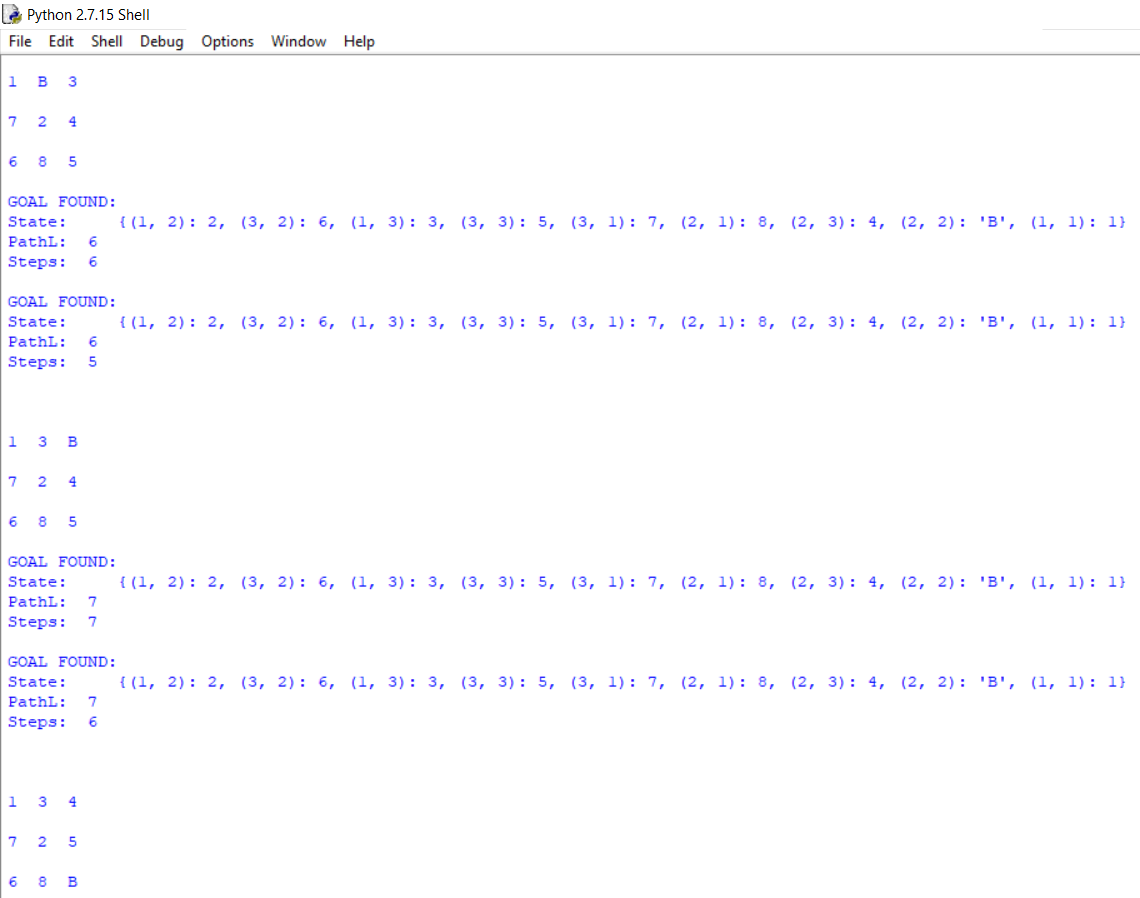 Python 2.7.15 Shell
File Edit Shell Debug Options Window Help
1 B 3
7 2 4
6 8 5
GOAL FOUND:
State: {(1, 2): 2, (3, 2): 6, (1, 3): 3, (3, 3): 5, (3, 1): 7, (2, 1): 8, (2, 3): 4, (2, 2): 'B', (1, 1): 1}
PathL: 6
Steps: 6
GOAL FOUND:
State: {(1, 2): 2, (3, 2): 6, (1, 3): 3, (3, 3): 5, (3, 1): 7, (2, 1): 8, (2, 3): 4, (2, 2): 'B', (1, 1): 1}
PathL: 6
Steps: 5
1 3 B
7 2 4
6 8 5
GOAL FOUND:
State: {(1, 2): 2, (3, 2): 6, (1, 3): 3, (3, 3): 5, (3, 1): 7, (2, 1): 8, (2, 3): 4, (2, 2): 'B', (1, 1): 1}
PathL: 7
Steps: 7
GOAL FOUND:
State: {(1, 2): 2, (3, 2): 6, (1, 3): 3, (3, 3): 5, (3, 1): 7, (2, 1): 8, (2, 3): 4, (2, 2): 'B', (1, 1): 1}
PathL: 7
Steps: 6
1 3 4
7 2 5
6 8 B